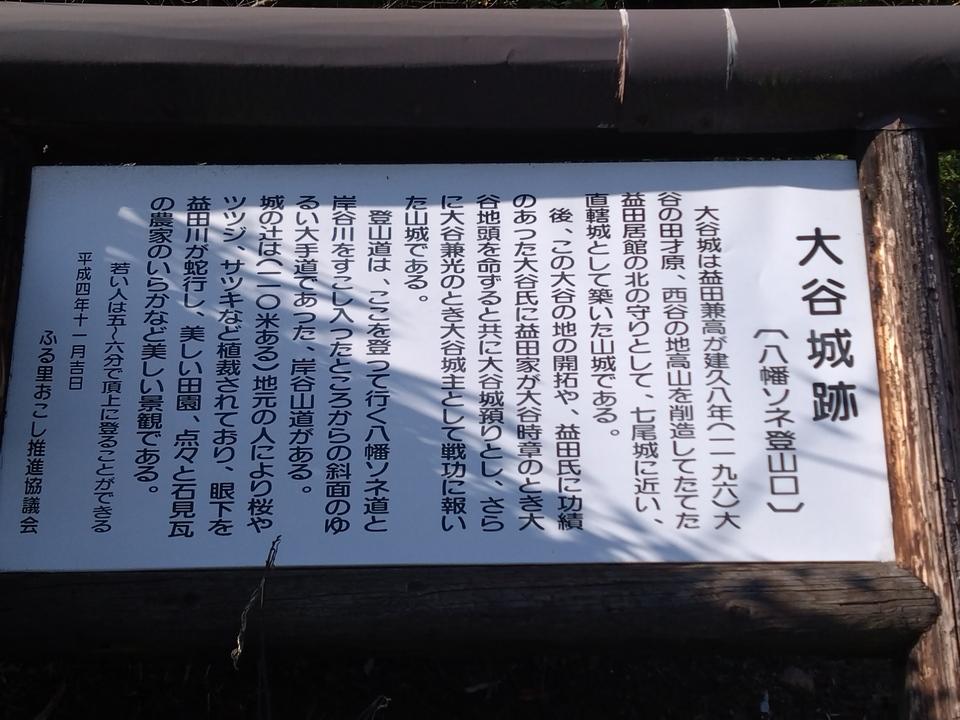 大谷城跡
〔八幡ソネ登山口〕
大谷城は益田兼高が建久八年(一一九六)大
谷の田才原、西谷の地高山を削造してたてた
益田居館の北の守りとして、七尾城に近い、
直轄城として築いた山城である。
後、この大谷の地の開拓や、益田氏に功績
のあった大谷氏に益田家が大谷時章のとき大
谷地頭を命ずると共に大谷城預りとし、さら
に大谷兼光のとき大谷城主として戦功に報い
た山城である。
登山道は、ここを登って行く八幡ソネ道と
岸谷川をすこし入ったところからの斜面のゆ
るい大手道であった、岸谷山道がある。
城の辻は(一一〇米ある)地元の人により桜や
ツツジ、サツキなど植裁されており、眼下を
益田川が蛇行し、美しい田園、点々と石見瓦
の農家のいらかなど美しい景観である。
若い人は五~六分で頂上に登ることができる
平成四年十一月吉日
ふる里おこし推進協議会